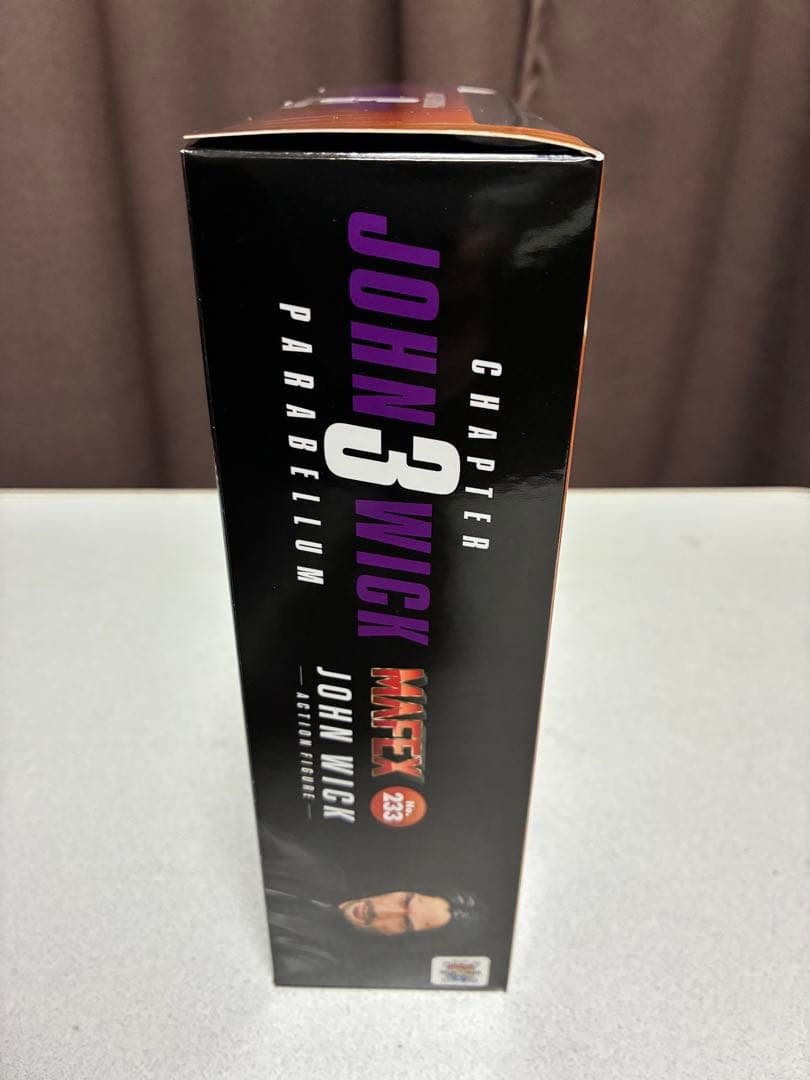 CHAPTER
JOHN 3 WICK
PARABELLUM
MAFEX No. 233
JOHN WICK
— ACTION FIGURE —